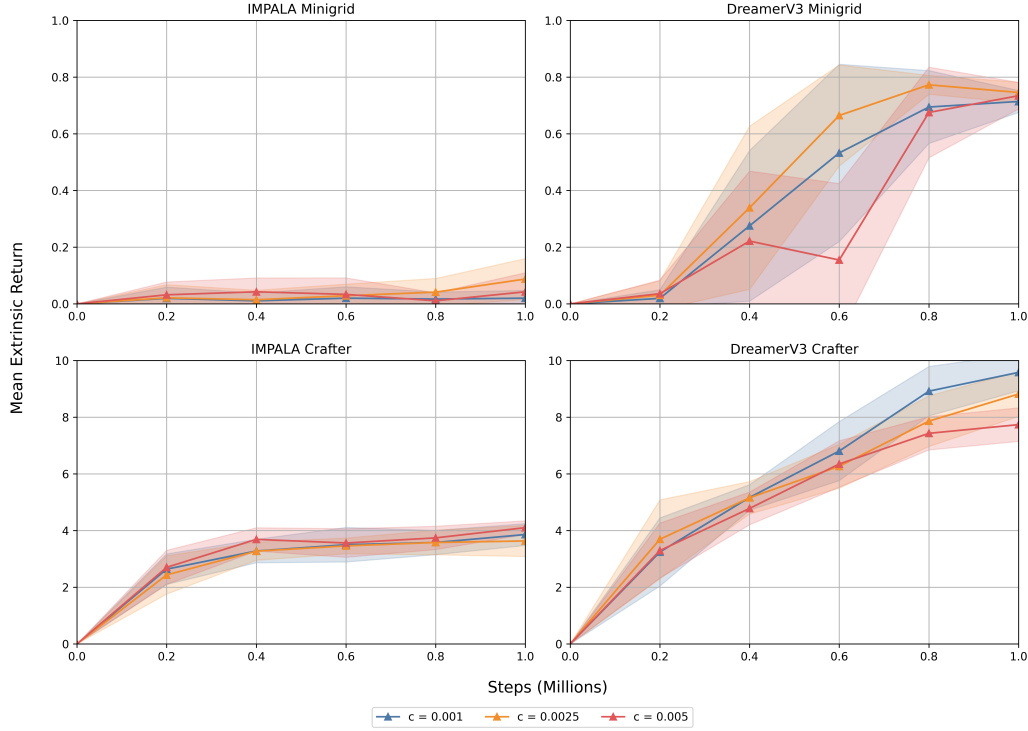 IMPALA Minigrid
1.0
0.8
0.6
0.4
0.2
0.0
0.0 0.2 0.4 0.6 0.8 1.0
DreamerV3 Minigrid
1.0
0.8
0.6
0.4
0.2
0.0
0.0 0.2 0.4 0.6 0.8 1.0
Mean Extrinsic Return
IMPALA Crafter
10
8
6
4
2
0
0.0 0.2 0.4 0.6 0.8 1.0
DreamerV3 Crafter
10
8
6
4
2
0
0.0 0.2 0.4 0.6 0.8 1.0
Steps (Millions)
c = 0.001 c = 0.0025 c = 0.005